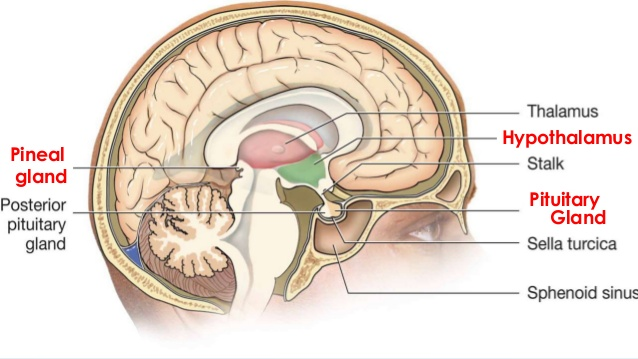 Thalamus
Hypothalamus
Stalk
Pituitary
Gland
Sella turcica
Sphenoid sinus
Pineal
gland
Posterior
pituitary
gland